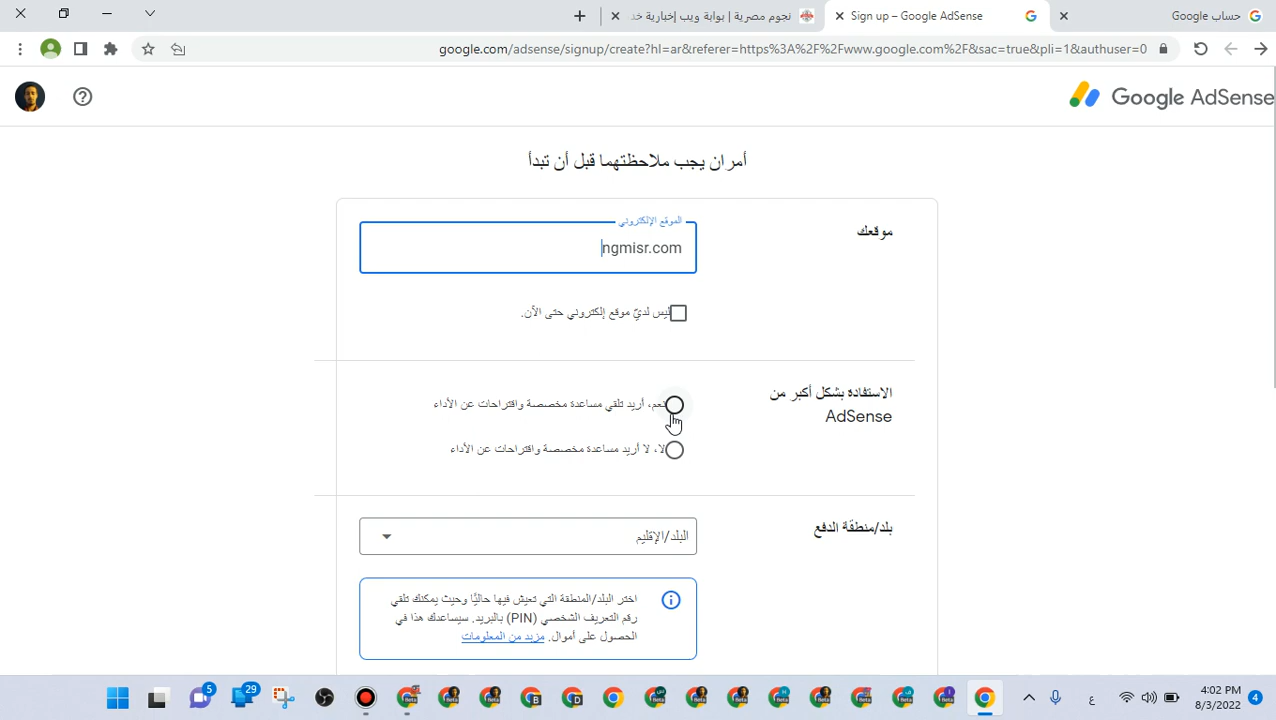 نجوم مصرية | بوابة ويب إخبارية خد
Sign up – Google AdSense
حساب Google
google.com/adsense/signup/create?hl=ar&referer=https%3A%2F%2Fwww.google.com%2F&sac=true&pli=1&authuser=0
Google AdSense
أمران يجب ملاحظتهما قبل أن تبدأ
موقعك
الموقع الإلكتروني
ngmisr.com
ليس لديّ موقع إلكتروني حتى الآن.
الاستفادة بشكل أكبر من
AdSense
نعم، أريد تلقي مساعدة مخصصة واقتراحات عن الأداء
لا، لا أريد مساعدة مخصصة واقتراحات عن الأداء
بلد/منطقة الدفع
البلد/الإقليم
اختر البلد/المنطقة التي تعيش فيها حاليًا وحيث يمكنك تلقي
رقم التعريف الشخصي (PIN) بالبريد. سيساعدك هذا في
الحصول على أموال. مزيد من المعلومات
5
29
ع
4:02 PM
8/3/2022
4